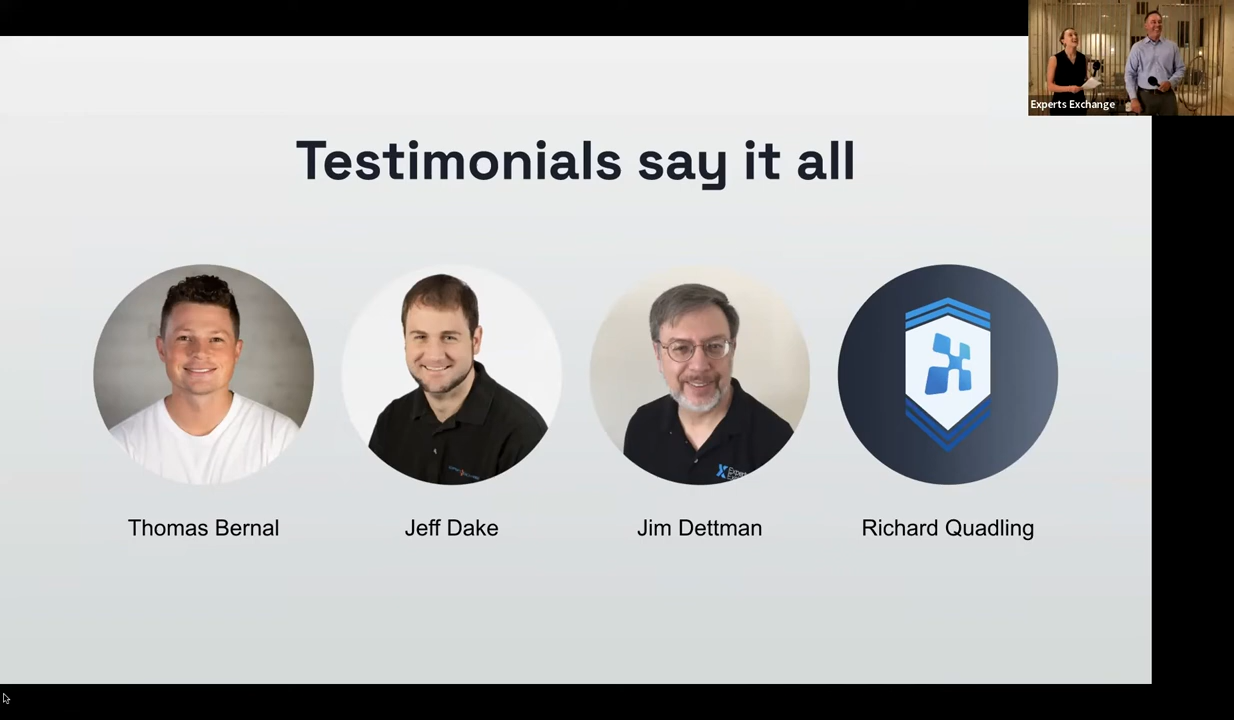 Experts Exchange
Testimonials say it all
Thomas Bernal
Jeff Dake
Jim Dettman
Richard Quadling